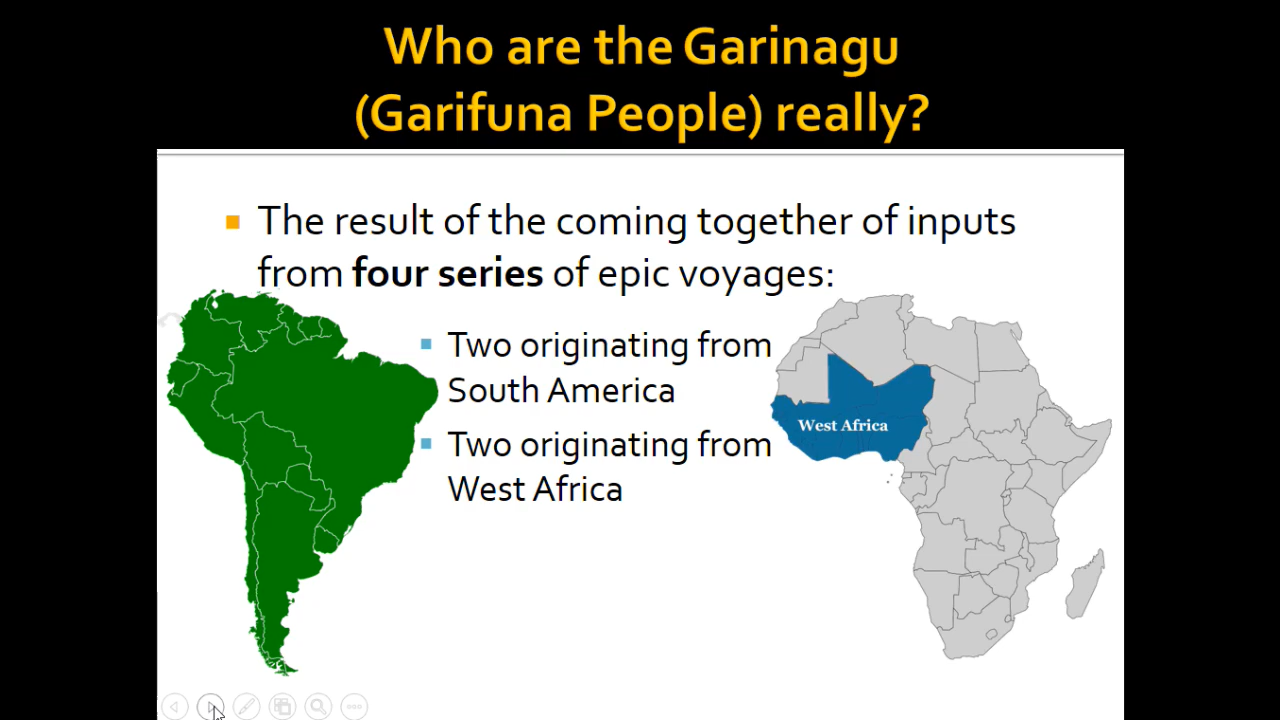 Who are the Garinagu
(Garifuna People) really?
The result of the coming together of inputs
from four series of epic voyages:
Two originating from
South America
Two originating from
West Africa
West Africa